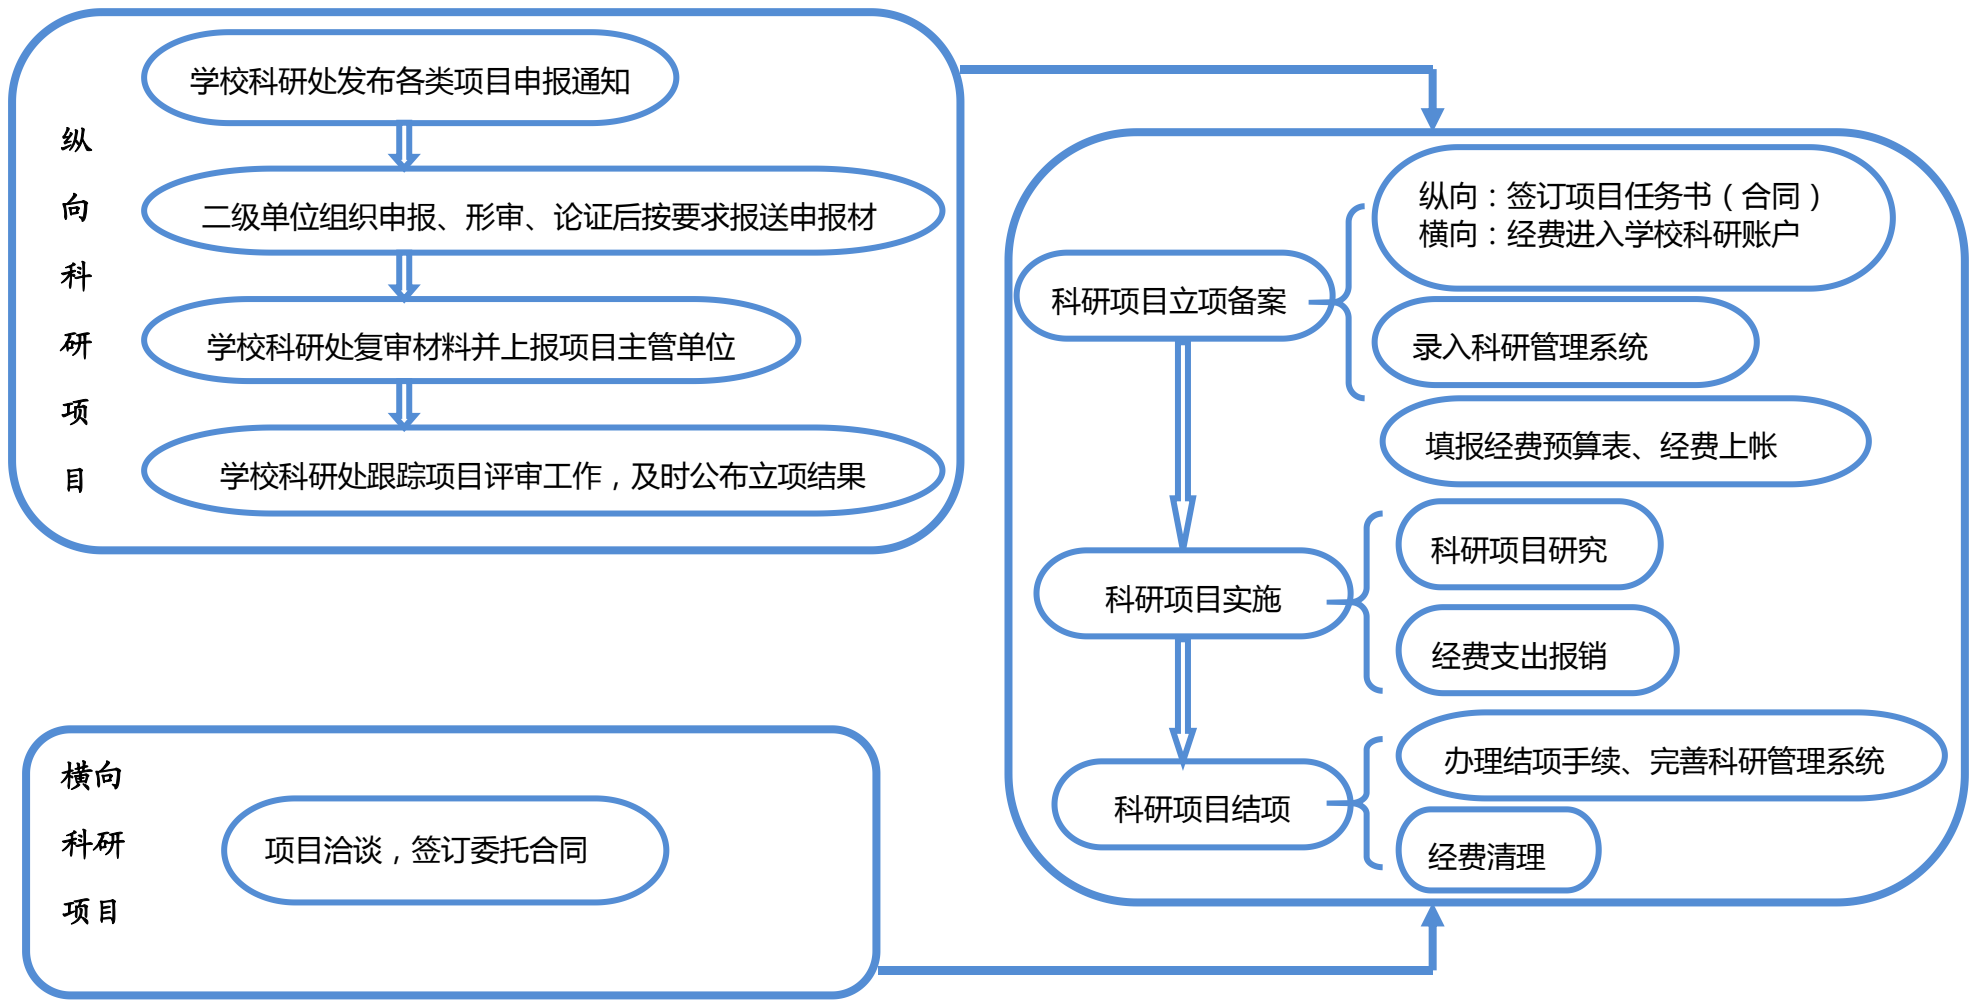 纵
向
科
研
项
目
学校科研处发布各类项目申报通知
二级单位组织申报、形审、论证后按要求报送申报材
学校科研处复审材料并上报项目主管单位
学校科研处跟踪项目评审工作，及时公布立项结果
横向
科研
项目
项目洽谈，签订委托合同
科研项目立项备案
纵向：签订项目任务书（合同）
横向：经费进入学校科研账户
录入科研管理系统
填报经费预算表、经费上帐
科研项目实施
科研项目研究
经费支出报销
科研项目结项
办理结项手续、完善科研管理系统
经费清理